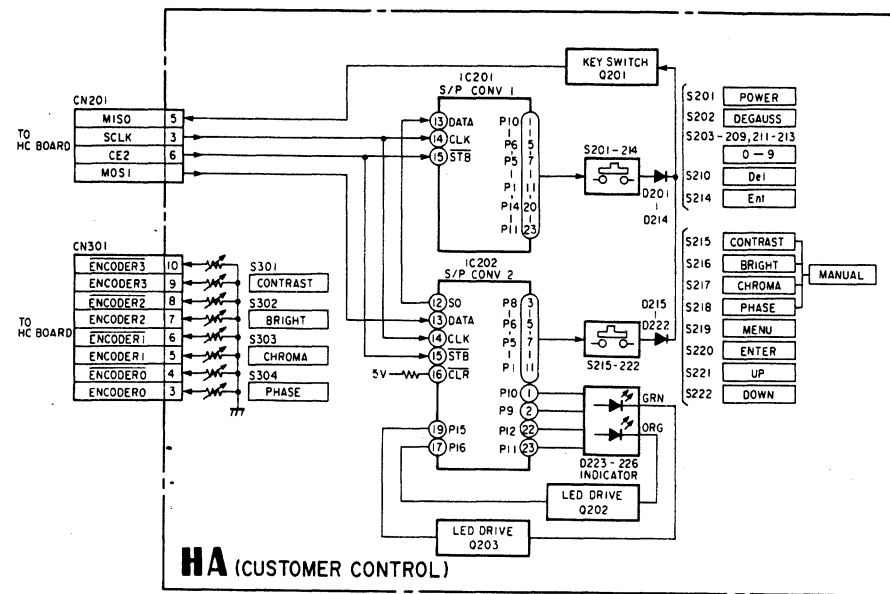 KEY SWITCH
Q201
IC201
S/P CONV 1
CN201
MISO 5
SCLK 3
CE2 6
MOSI
TO
HC BOARD
13 DATA
14 CLK
15 STB
P10 1
P6 5
P5 7
P1 11
P14 20
P11 23
S201-214
D201
D214
S201 POWER
S202 DEGAUSS
S203-209,211-213
0-9
S210 Del
S214 Ent
CN301
ENCODER3 10
ENCODER3 9
ENCODER2 8
ENCODER2 7
ENCODER1 6
ENCODER1 5
ENCODER0 4
ENCODER0 3
TO
HC BOARD
S301
CONTRAST
S302
BRIGHT
S303
CHROMA
S304
PHASE
IC202
S/P CONV 2
12 SO
13 DATA
14 CLK
15 STB
5V 16 CLR
19 P15
17 P16
P8 3
P6 5
P5 7
P1 11
P10 1
P9 2
P12 22
P11 23
D215
D222
S215-222
GRN
ORG
D223-226
INDICATOR
LED DRIVE
Q202
LED DRIVE
Q203
S215 CONTRAST
S216 BRIGHT
S217 CHROMA
S218 PHASE
MANUAL
S219 MENU
S220 ENTER
S221 UP
S222 DOWN
HA (CUSTOMER CONTROL)